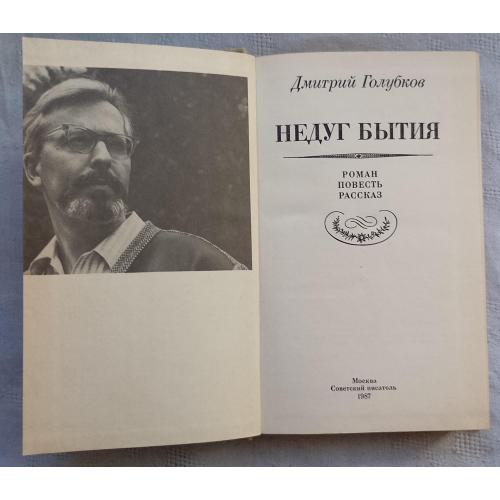 Дмитрий Голубков
НЕДУГ БЫТИЯ
РОМАН
ПОВЕСТЬ
РАССКАЗ
Москва
Советский писатель
1987